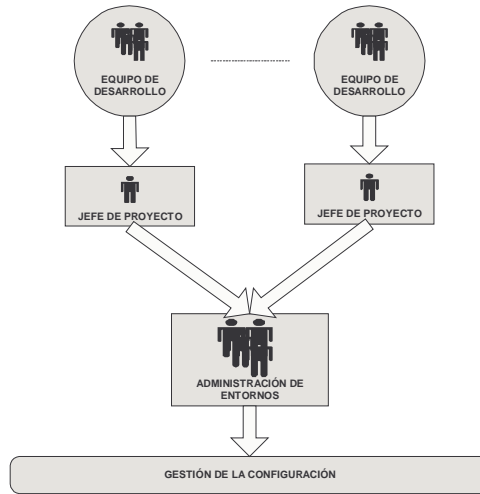 EQUIPO DE
DESARROLLO
EQUIPO DE
DESARROLLO
JEFE DE PROYECTO
JEFE DE PROYECTO
ADMINISTRACIÓN DE
ENTORNOS
GESTIÓN DE LA CONFIGURACIÓN